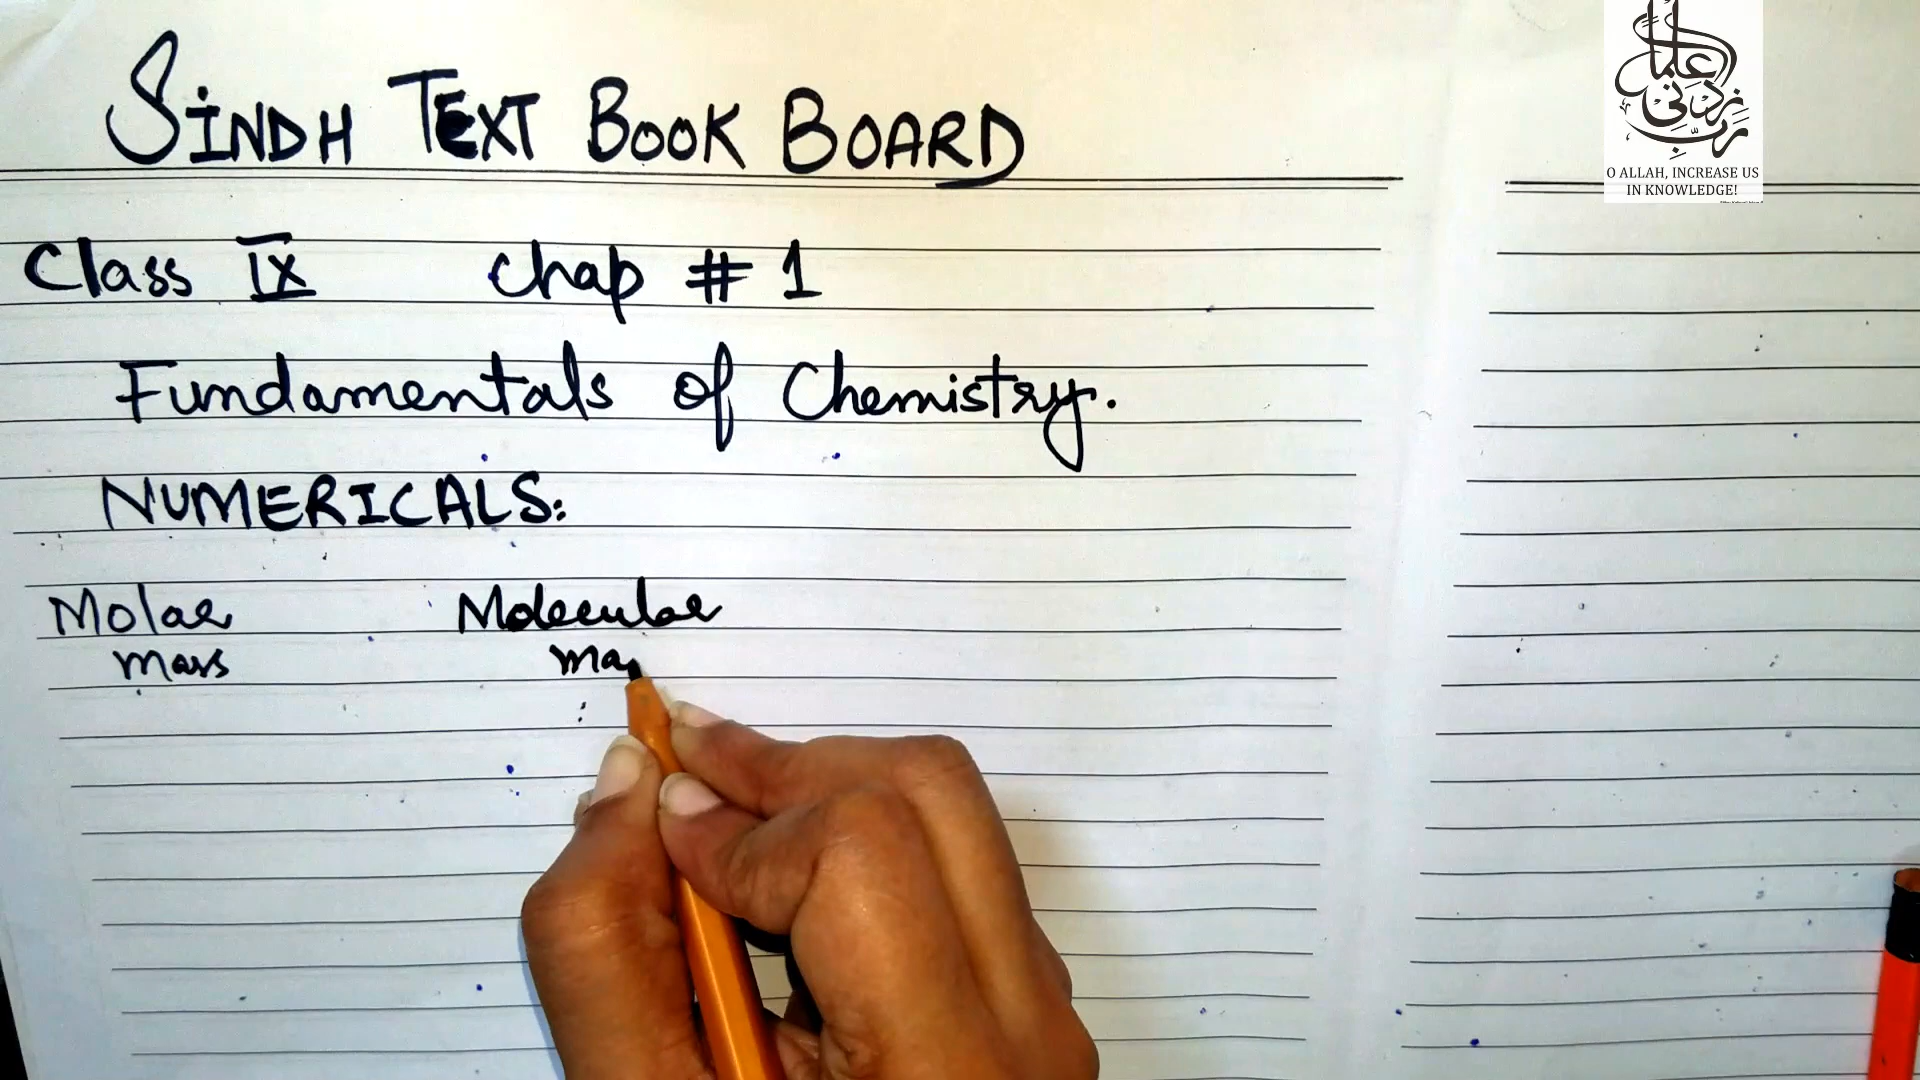 SINDH TEXT BOOK BOARD
Class IX chap # 1
Fundamentals of Chemistry.
NUMERICALS:
Molar Molecular
mass ma
رَبِّ زِدْنِي عِلْمًا
O ALLAH, INCREASE US
IN KNOWLEDGE!